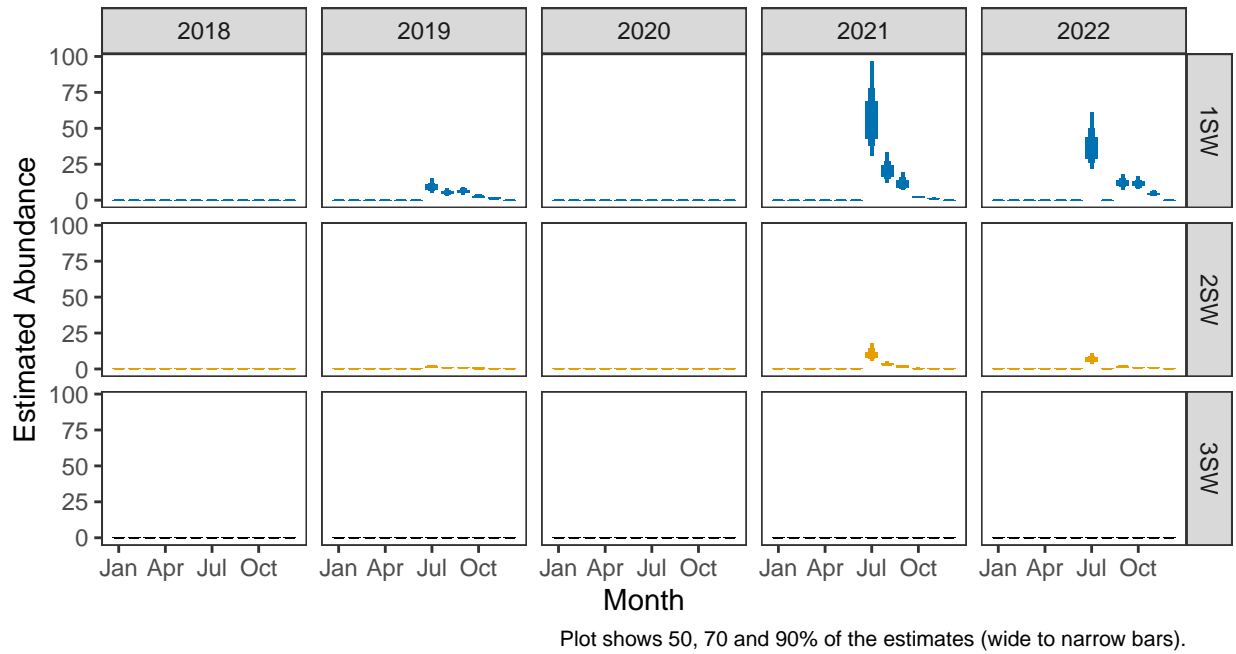 2018 2019 2020 2021 2022
Estimated Abundance
100
75
50
25
0
1SW
100
75
50
25
0
2SW
100
75
50
25
0
3SW
Jan Apr Jul Oct Jan Apr Jul Oct Jan Apr Jul Oct Jan Apr Jul Oct Jan Apr Jul Oct
Month
Plot shows 50, 70 and 90% of the estimates (wide to narrow bars).